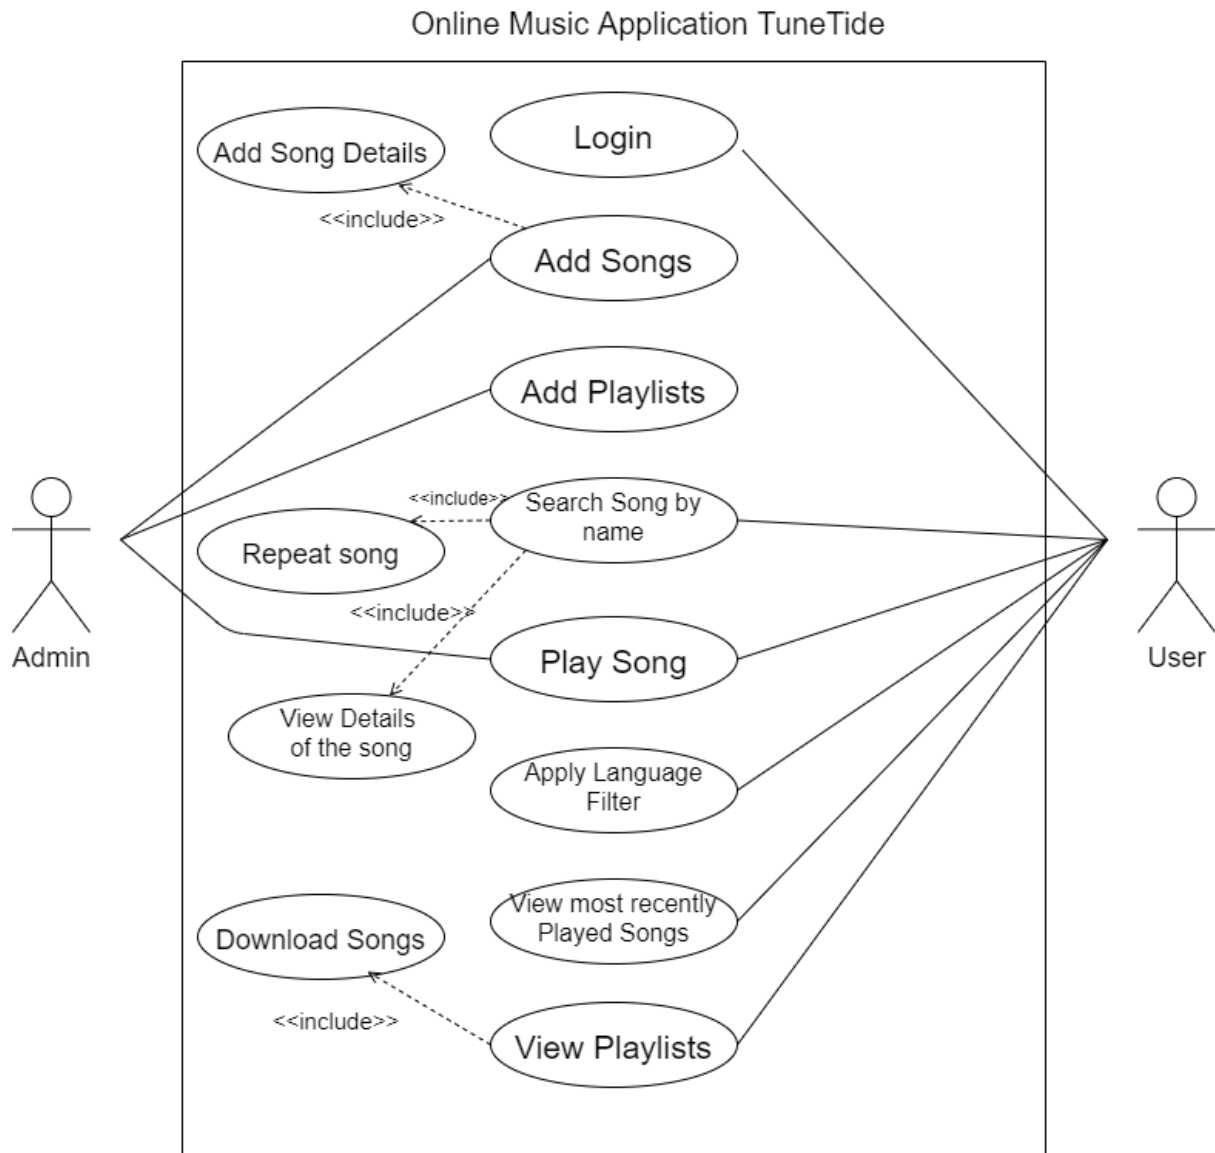 Online Music Application TuneTide
Login
Add Song Details
<<include>>
Add Songs
Add Playlists
<<include>>
Search Song by
name
Repeat song
<<include>>
Admin
Play Song
User
View Details
of the song
Apply Language
Filter
View most recently
Played Songs
Download Songs
<<include>>
View Playlists